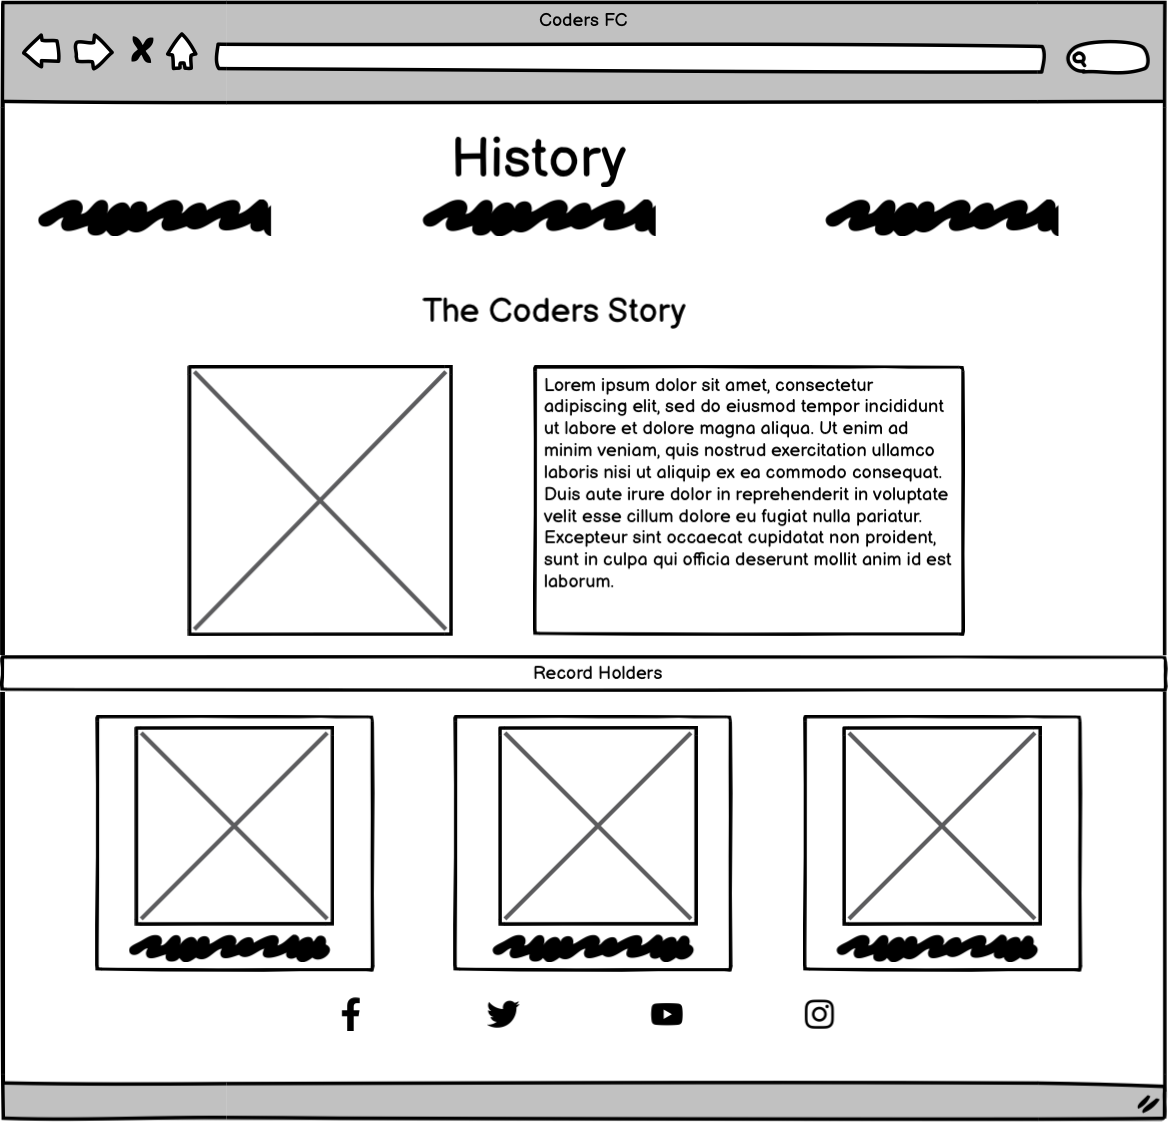 Coders FC
History
The Coders Story
Lorem ipsum dolor sit amet, consectetur
adipiscing elit, sed do eiusmod tempor incididunt
ut labore et dolore magna aliqua. Ut enim ad
minim veniam, quis nostrud exercitation ullamco
laboris nisi ut aliquip ex ea commodo consequat.
Duis aute irure dolor in reprehenderit in voluptate
velit esse cillum dolore eu fugiat nulla pariatur.
Excepteur sint occaecat cupidatat non proident,
sunt in culpa qui officia deserunt mollit anim id est
laborum.
Record Holders